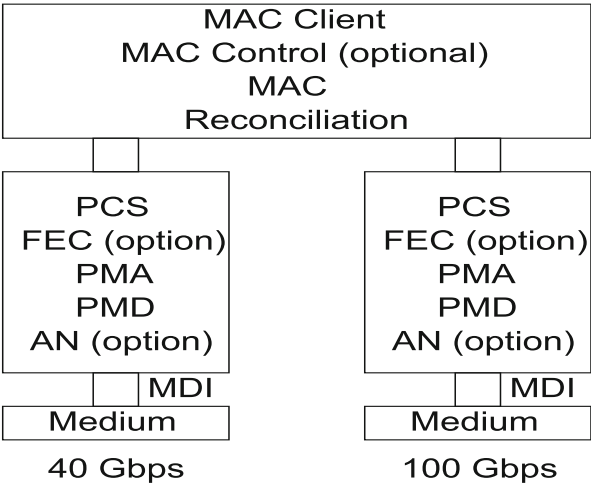 MAC Client
MAC Control (optional)
MAC
Reconciliation
PCS
FEC (option)
PMA
PMD
AN (option)
MDI
Medium
40 Gbps
PCS
FEC (option)
PMA
PMD
AN (option)
MDI
Medium
100 Gbps